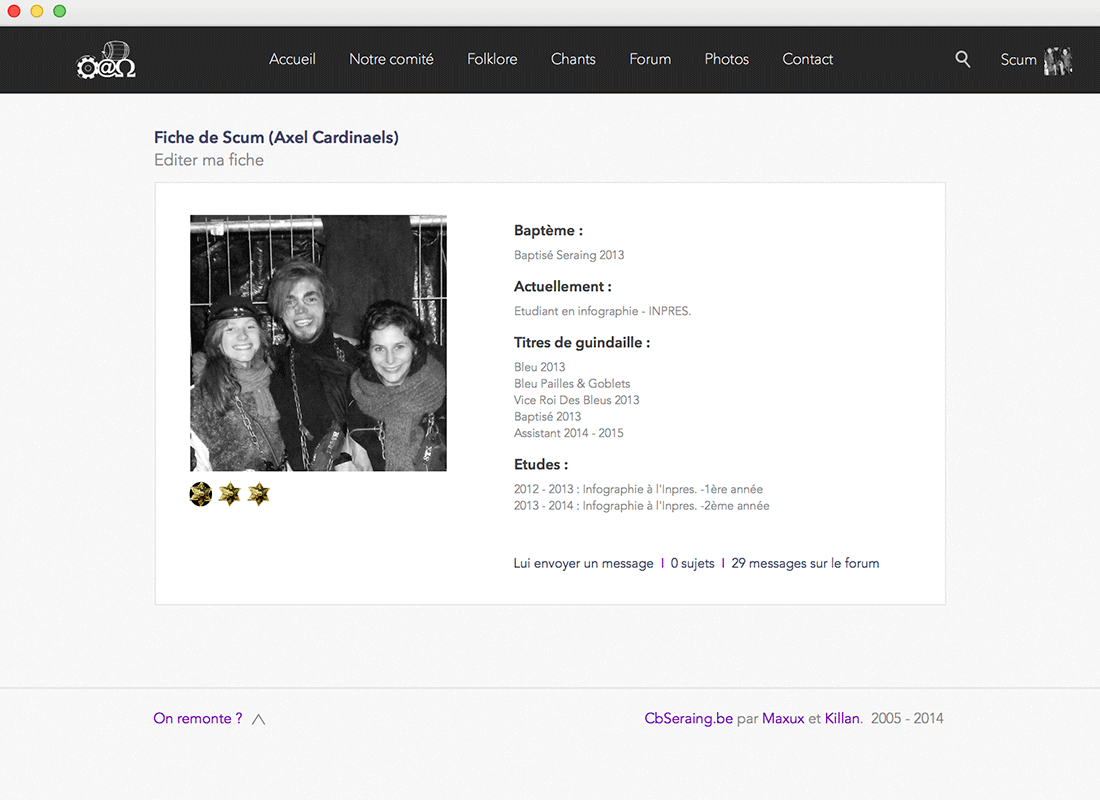 @Ω
Accueil Notre comité Folklore Chants Forum Photos Contact Scum
Fiche de Scum (Axel Cardinaels)
Editer ma fiche
Baptème :
Baptisé Seraing 2013
Actuellement :
Etudiant en infographie - INPRES.
Titres de guindaille :
Bleu 2013
Bleu Pailles & Goblets
Vice Roi Des Bleus 2013
Baptisé 2013
Assistant 2014 - 2015
Etudes :
2012 - 2013 : Infographie à l'Inpres. -1ère année
2013 - 2014 : Infographie à l'Inpres. -2ème année
Lui envoyer un message | 0 sujets | 29 messages sur le forum
On remonte ?
CbSeraing.be par Maxux et Killan. 2005 - 2014